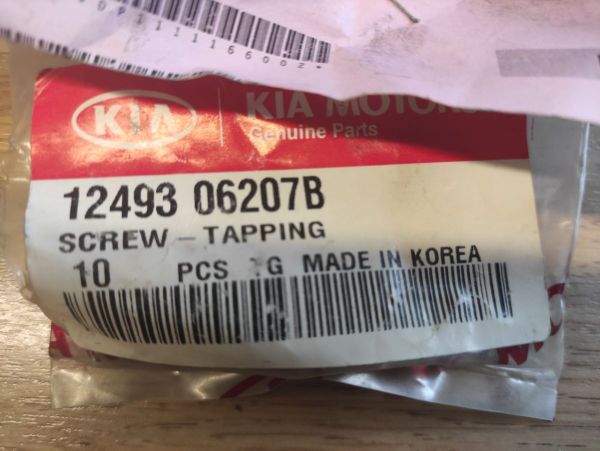 KIA
KIA MOTORS
Genuine Parts
12493 06207B
SCREW - TAPPING
10 PCS G MADE IN KOREA